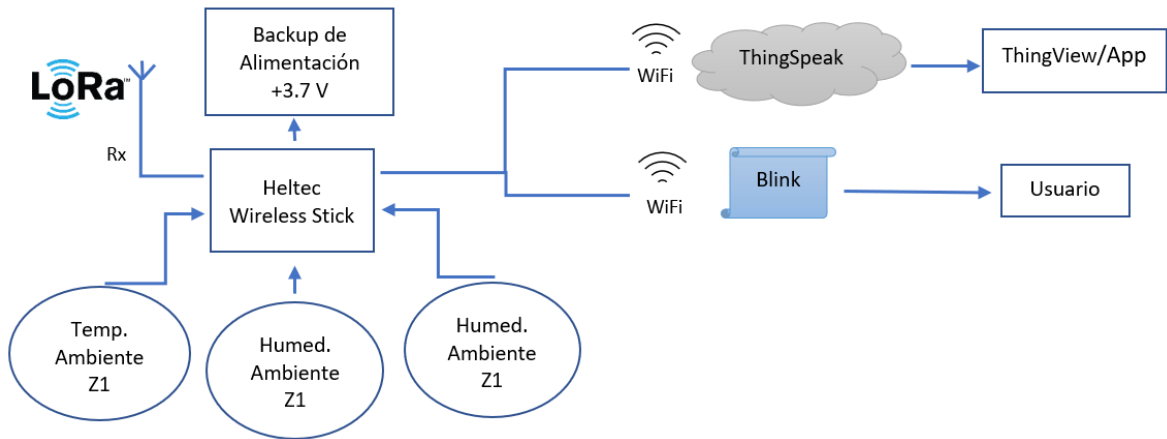 LoRa™
Rx
Backup de
Alimentación
+3.7 V
Heltec
Wireless Stick
Temp.
Ambiente
Z1
Humed.
Ambiente
Z1
Humed.
Ambiente
Z1
WiFi
ThingSpeak
ThingView/App
WiFi
Blink
Usuario